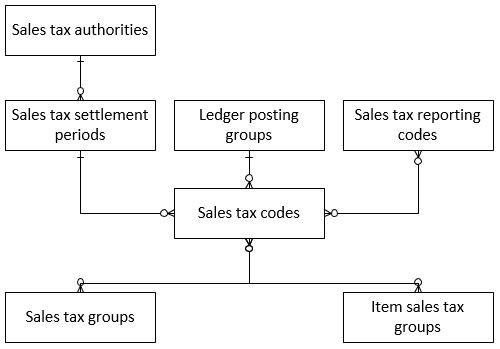 Sales tax authorities
Sales tax settlement
periods
Ledger posting
groups
Sales tax reporting
codes
Sales tax codes
Sales tax groups
Item sales tax
groups